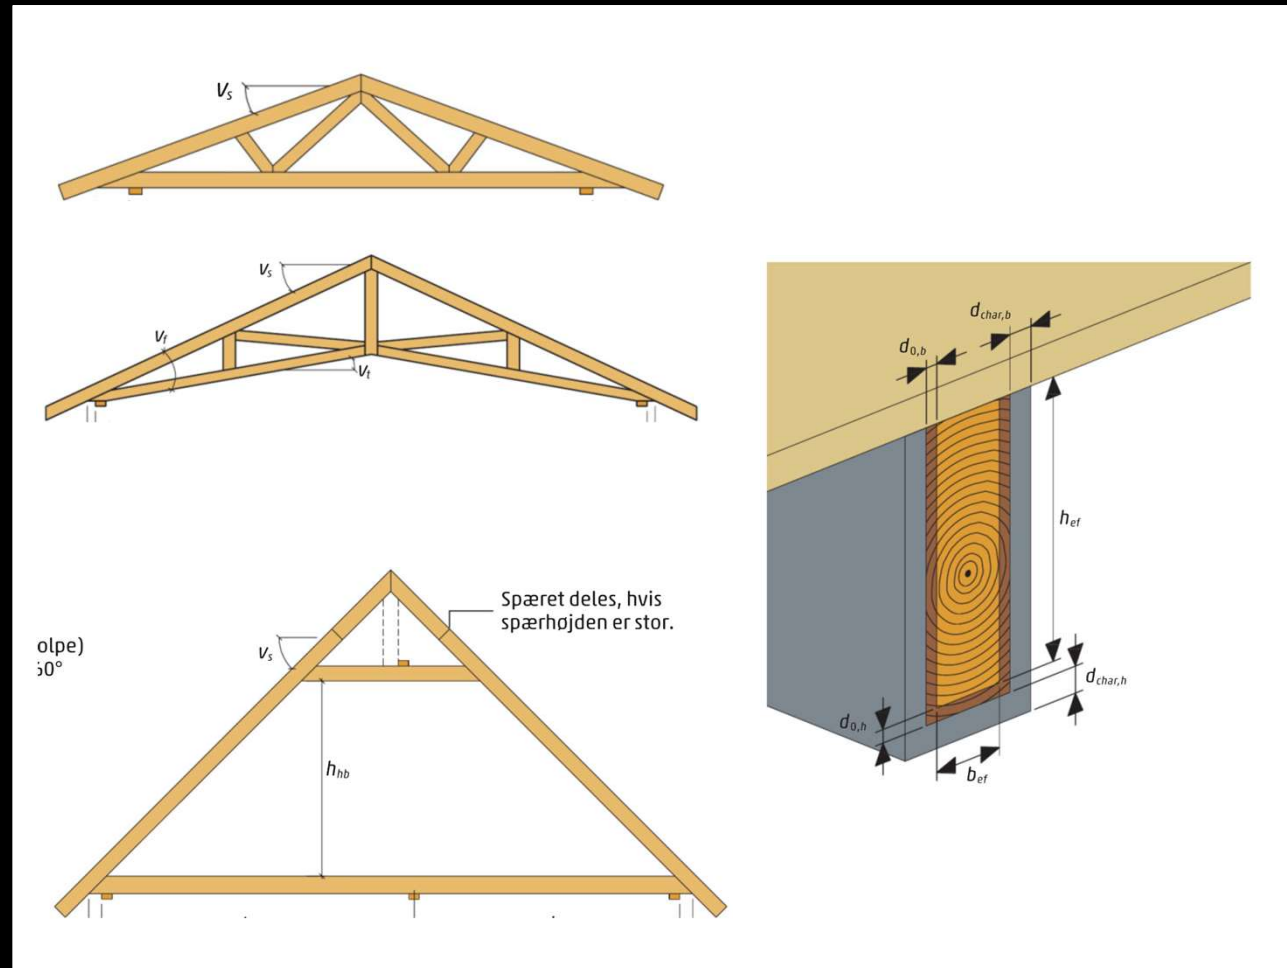 Vs
vs
vf
vt
Spæret deles, hvis
spærhøjden er stor.
olpe)
60°
vs
hhb
dchar,b
d0,b
hef
dchar,h
d0,h
bef